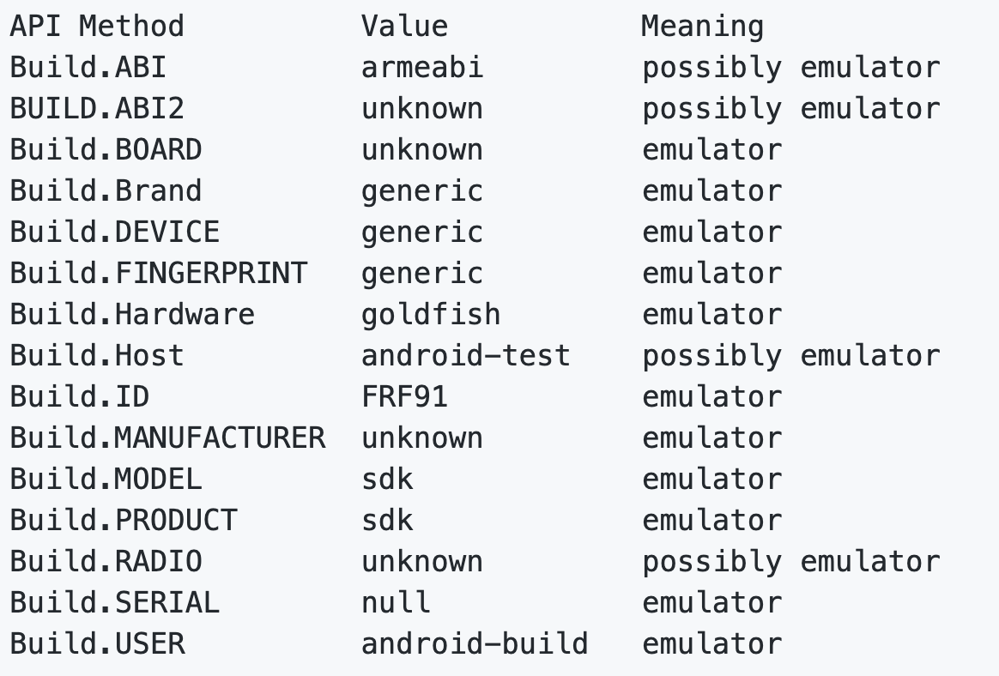 API Method Value Meaning
Build.ABI armeabi possibly emulator
BUILD.ABI2 unknown possibly emulator
Build.BOARD unknown emulator
Build.Brand generic emulator
Build.DEVICE generic emulator
Build.FINGERPRINT generic emulator
Build.Hardware goldfish emulator
Build.Host android-test possibly emulator
Build.ID FRF91 emulator
Build.MANUFACTURER unknown emulator
Build.MODEL sdk emulator
Build.PRODUCT sdk emulator
Build.RADIO unknown possibly emulator
Build.SERIAL null emulator
Build.USER android-build emulator